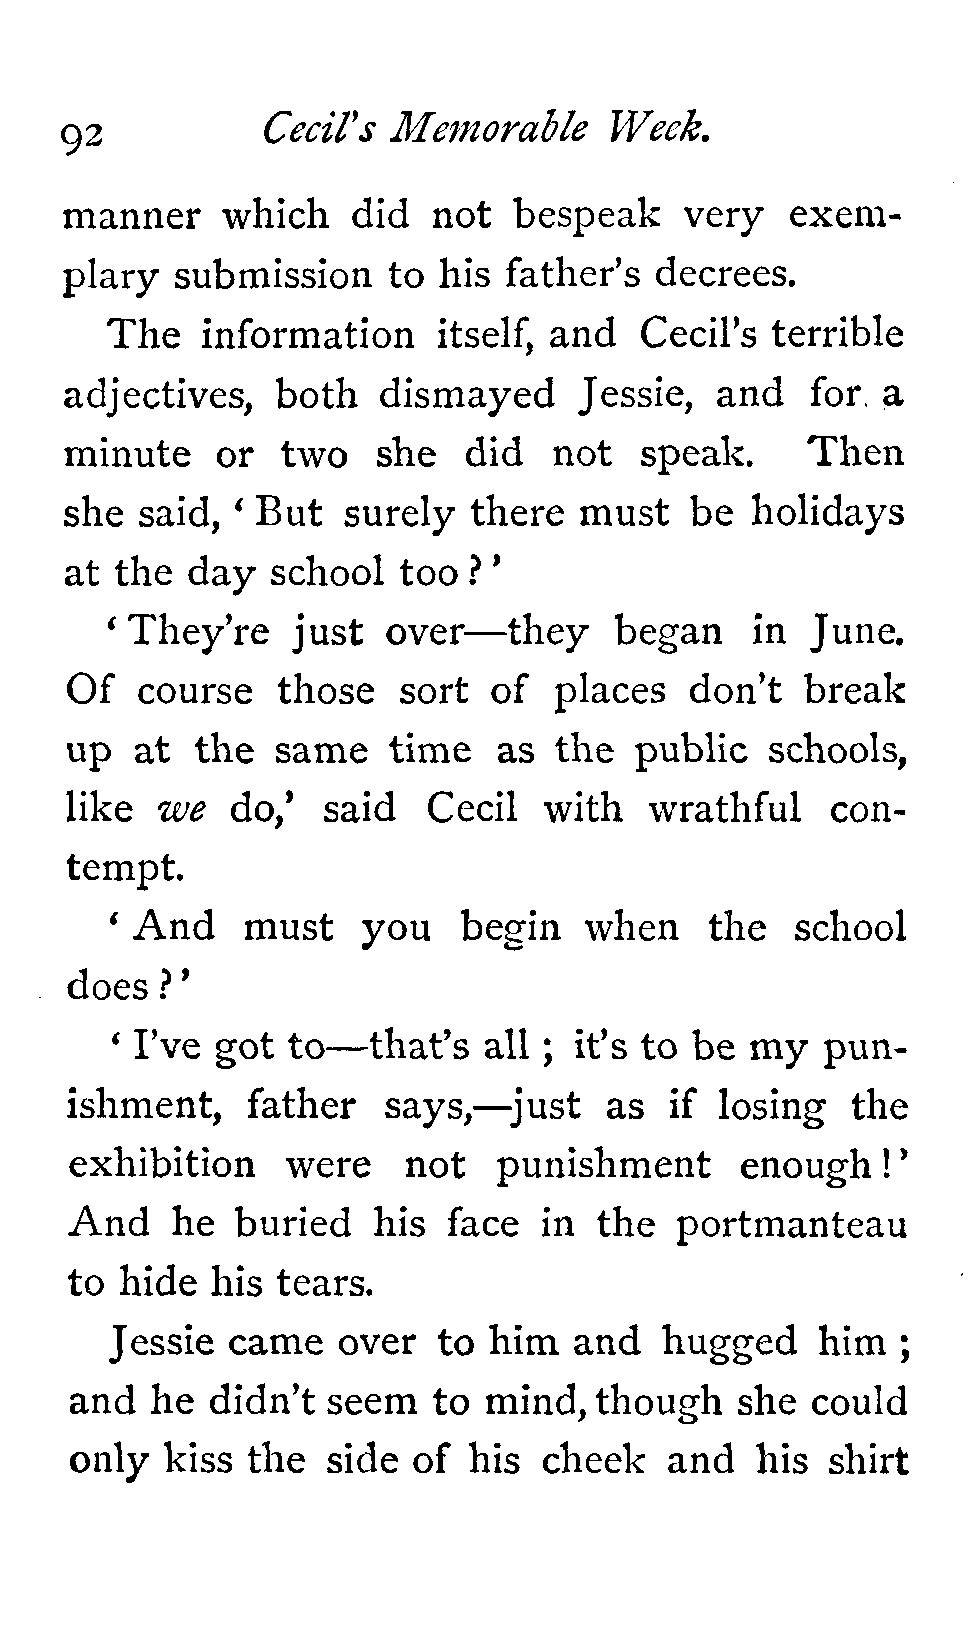 92 Cecil's Memorable Week.
manner which did not bespeak very exem-
plary submission to his father's decrees.
The information itself, and Cecil's terrible
adjectives, both dismayed Jessie, and for a
minute or two she did not speak. Then
she said, ‘ But surely there must be holidays
at the day school too ? ’
‘ They're just over—they began in June.
Of course those sort of places don't break
up at the same time as the public schools,
like we do,’ said Cecil with wrathful con-
tempt.
‘ And must you begin when the school
does ? ’
‘ I've got to—that's all ; it's to be my pun-
ishment, father says,—just as if losing the
exhibition were not punishment enough ! ’
And he buried his face in the portmanteau
to hide his tears.
Jessie came over to him and hugged him ;
and he didn't seem to mind, though she could
only kiss the side of his cheek and his shirt